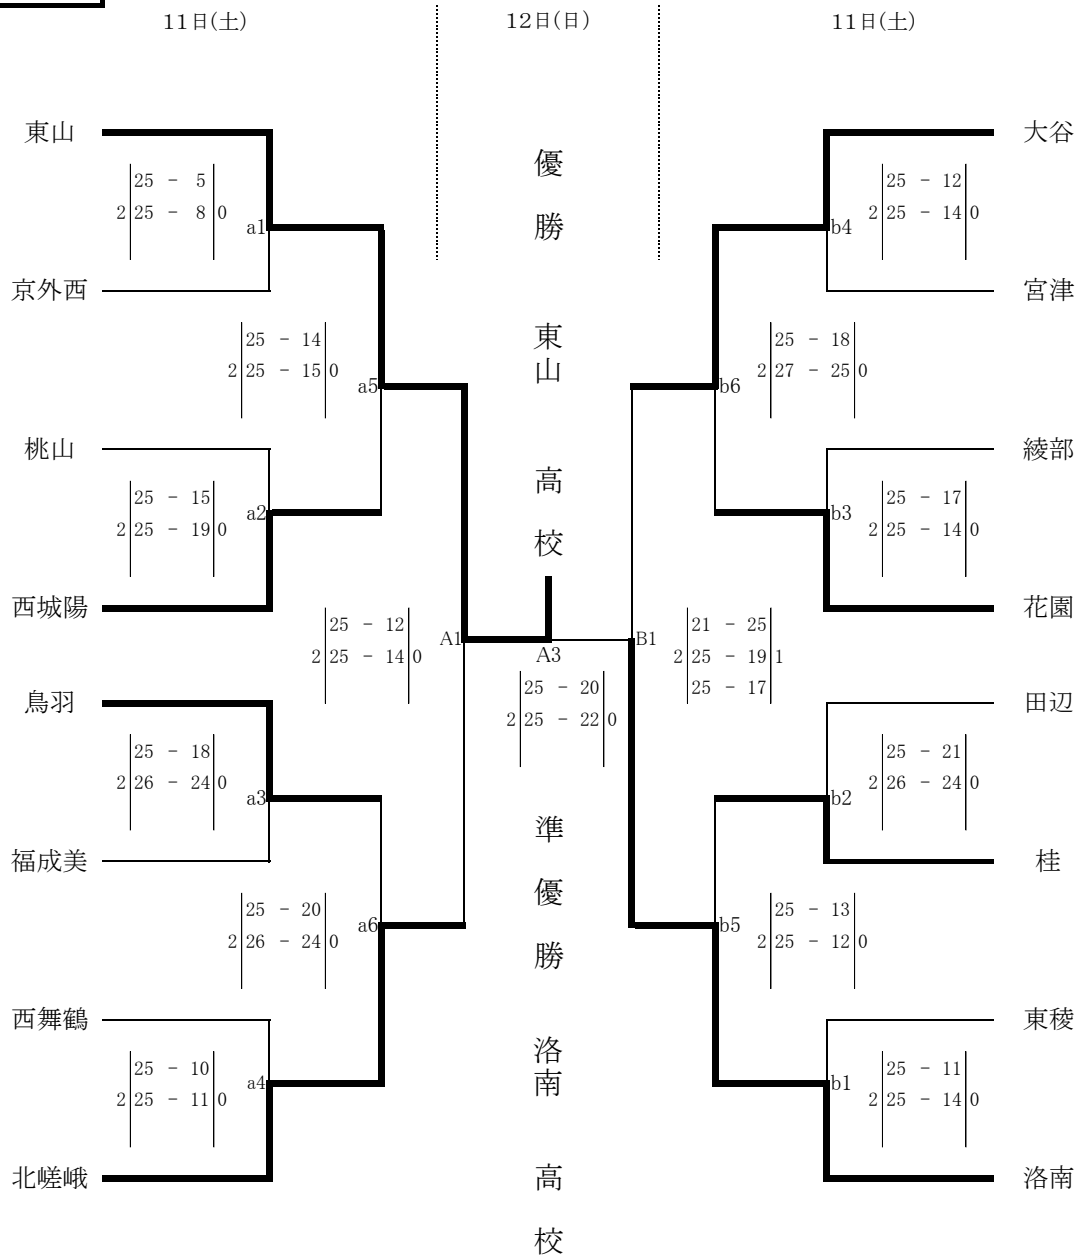 11日(土) 12日(日) 11日(土)
東山 大谷
優
勝
25 - 5
2 25 - 8 0
a1
25 - 12
2 25 - 14 0
b4
京外西 宮津
東
山
25 - 14
2 25 - 15 0
a5
25 - 18
2 27 - 25 0
b6
桃山 綾部
高
校
25 - 15
2 25 - 19 0
a2
25 - 17
2 25 - 14 0
b3
西城陽 花園
25 - 12
2 25 - 14 0
A1
B1
21 - 25
2 25 - 19 1
25 - 17
A3
25 - 20
2 25 - 22 0
鳥羽 田辺
25 - 18
2 26 - 24 0
a3
25 - 21
2 26 - 24 0
b2
福成美 桂
準
優
勝
25 - 20
2 26 - 24 0
a6
25 - 13
2 25 - 12 0
b5
西舞鶴 東稜
洛
南
25 - 10
2 25 - 11 0
a4
25 - 11
2 25 - 14 0
b1
北嵯峨 洛南
高
校